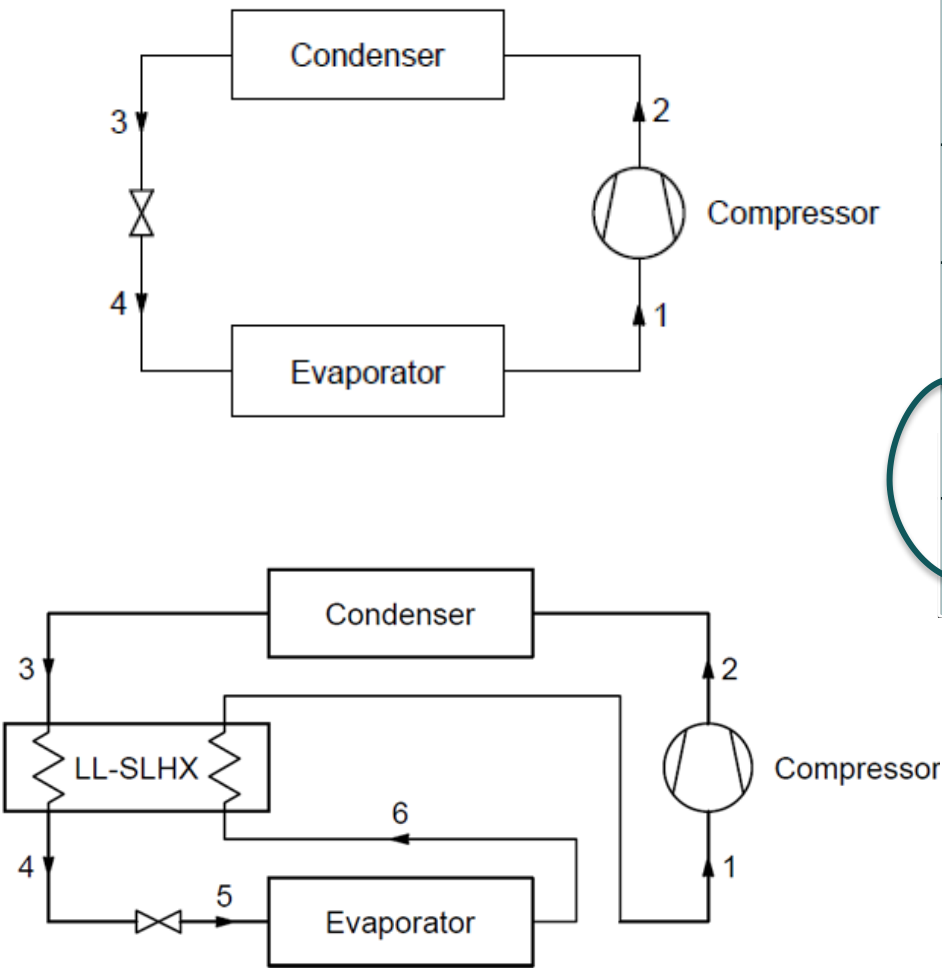 Condenser
3
2
Compressor
4
1
Evaporator
Condenser
3
2
LL-SLHX
Compressor
6
4
1
5
Evaporator